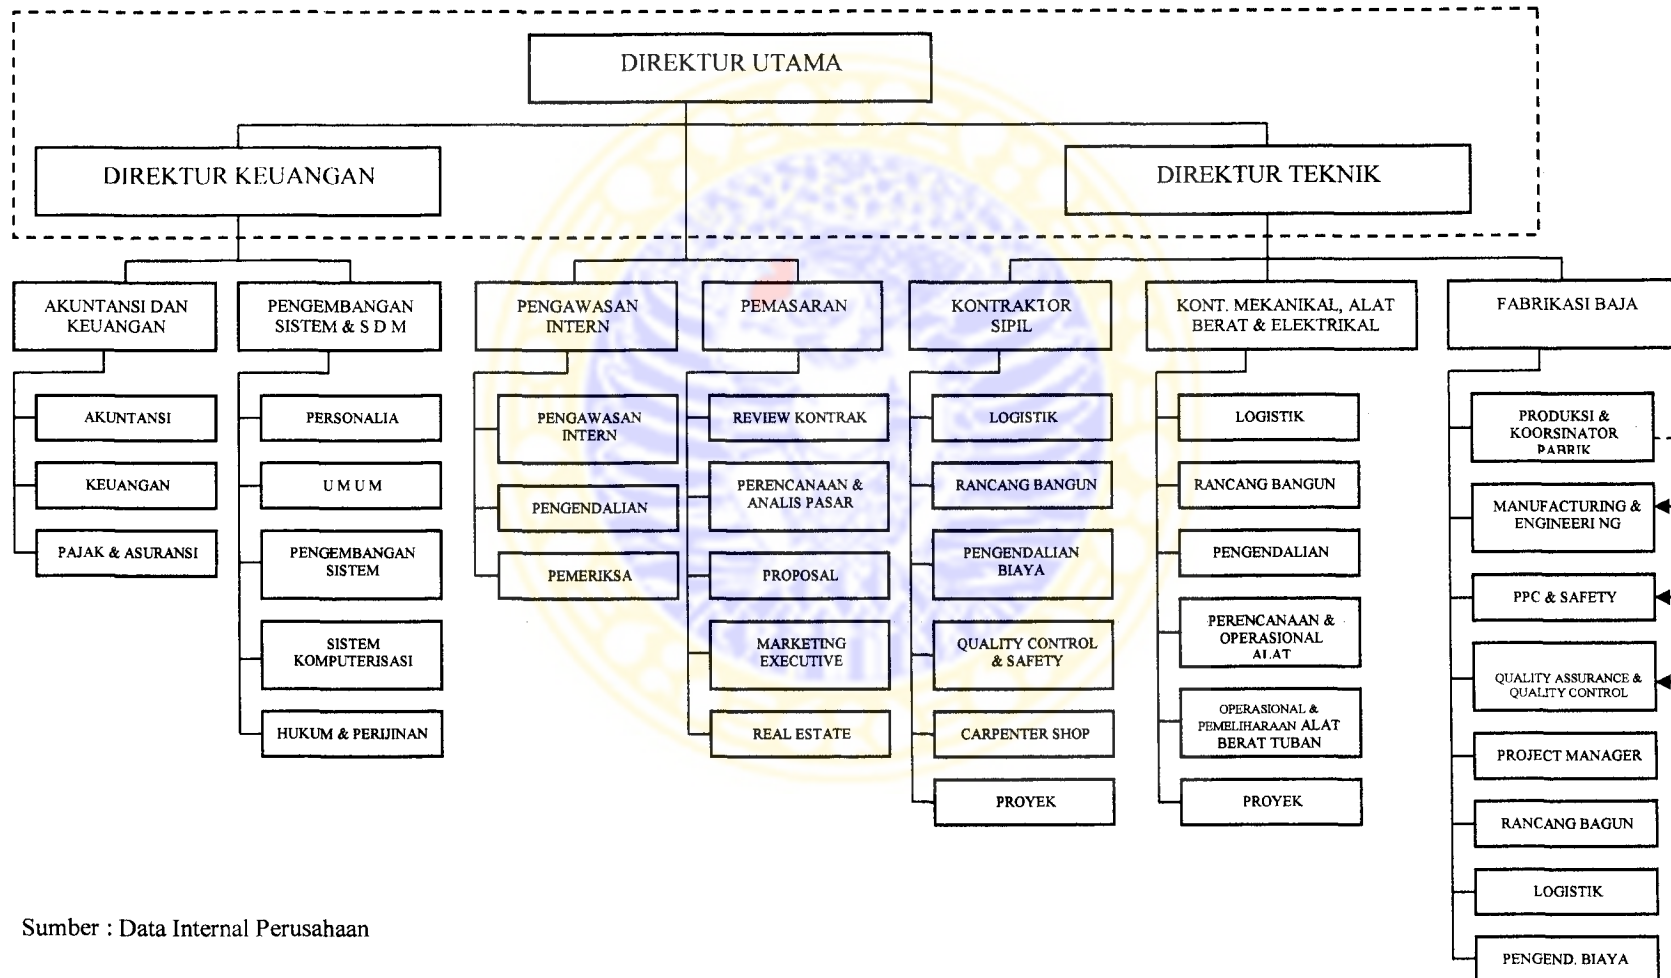 DIREKTUR UTAMA
DIREKTUR KEUANGAN
DIREKTUR TEKNIK
AKUNTANSI DAN
KEUANGAN
PENGEMBANGAN
SISTEM & S D M
PENGAWASAN
INTERN
PEMASARAN
KONTRAKTOR
SIPIL
KONT. MEKANIKAL, ALAT
BERAT & ELEKTRIKAL
FABRIKASI BAJA
AKUNTANSI
KEUANGAN
PAJAK & ASURANSI
PERSONALIA
U M U M
PENGEMBANGAN
SISTEM
SISTEM
KOMPUTERISASI
HUKUM & PERIJINAN
PENGAWASAN
INTERN
PENGENDALIAN
PEMERIKSA
REVIEW KONTRAK
PERENCANAAN &
ANALIS PASAR
PROPOSAL
MARKETING
EXECUTIVE
REAL ESTATE
LOGISTIK
RANCANG BANGUN
PENGENDALIAN
BIAYA
QUALITY CONTROL
& SAFETY
CARPENTER SHOP
PROYEK
LOGISTIK
RANCANG BANGUN
PENGENDALIAN
PERENCANAAN &
OPERASIONAL
ALAT
OPERASIONAL &
PEMELIHARAAN ALAT
BERAT TUBAN
PROYEK
PRODUKSI &
KOORSINATOR
PABRIK
MANUFACTURING &
ENGINEERI NG
PPC & SAFETY
QUALITY ASSURANCE &
QUALITY CONTROL
PROJECT MANAGER
RANCANG BAGUN
LOGISTIK
PENGEND. BIAYA
Sumber : Data Internal Perusahaan